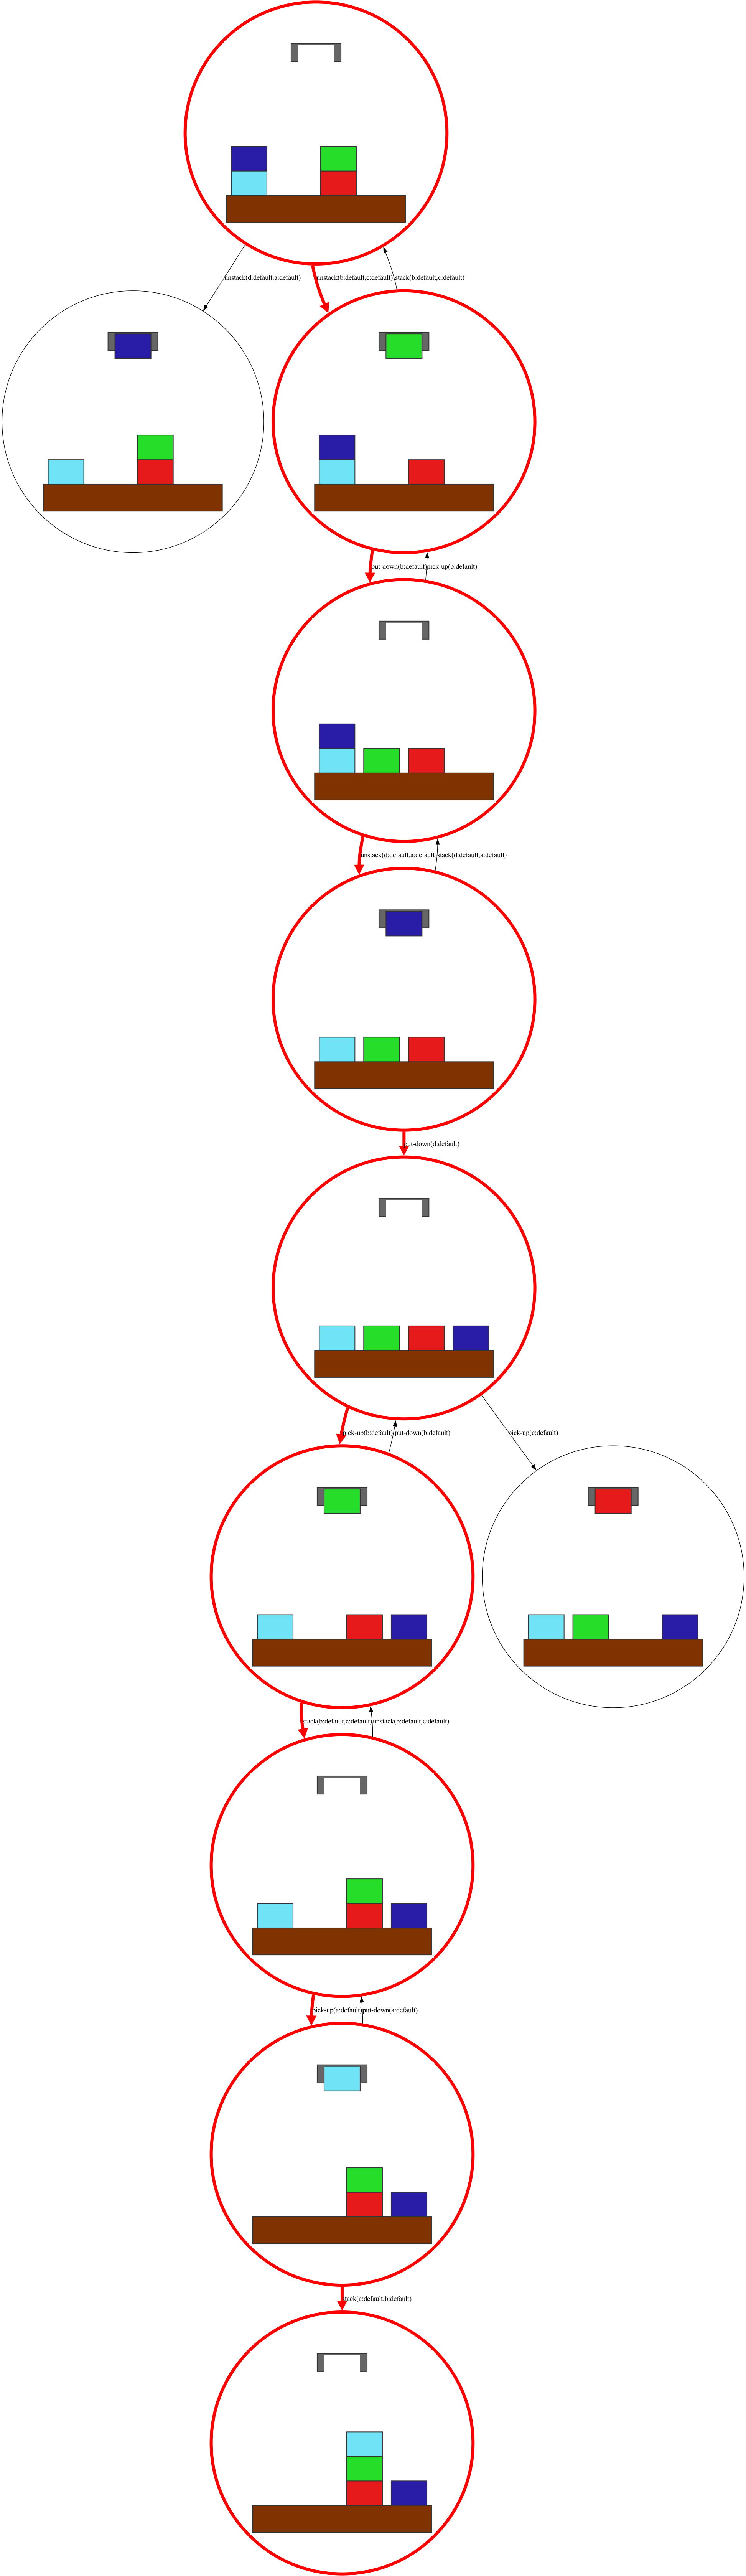 unstack(d:default,a:default)
unstack(b:default,c:default)
stack(b:default,c:default)
put-down(b:default)
pick-up(b:default)
unstack(d:default,a:default)
stack(d:default,a:default)
put-down(d:default)
pick-up(b:default)
put-down(b:default)
pick-up(c:default)
stack(b:default,c:default)
unstack(b:default,c:default)
pick-up(a:default)
put-down(a:default)
stack(a:default,b:default)